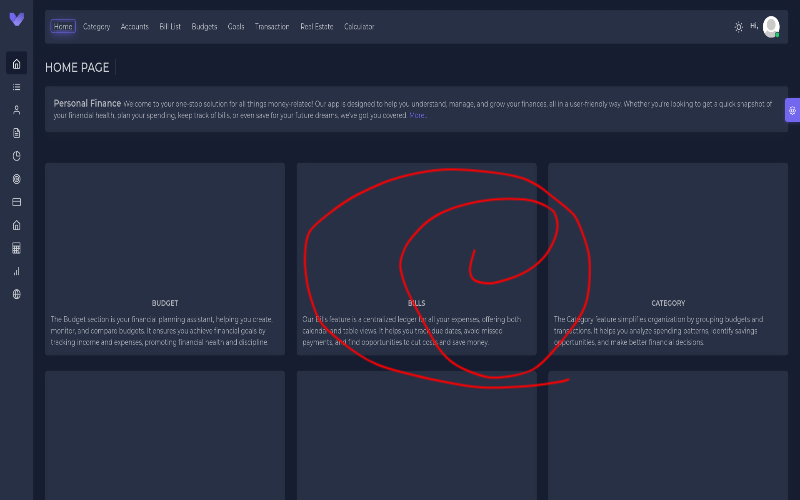 Home Category Accounts Bill List Budgets Goals Transaction Real Estate Calculator Hi,
HOME PAGE
Personal Finance Welcome to your one-stop solution for all things money-related! Our app is designed to help you understand, manage, and grow your finances, all in a user-friendly way. Whether you're looking to get a quick snapshot of
your financial health, plan your spending, keep track of bills, or even save for your future dreams, we've got you covered. More..
BUDGET
The Budget section is your financial planning assistant, helping you create,
monitor, and compare budgets. It ensures you achieve financial goals by
tracking income and expenses, promoting financial health and discipline.
BILLS
Our Bills feature is a centralized ledger for all your expenses, offering both
calendar and table views. It helps you track due dates, avoid missed
payments, and find opportunities to cut costs and save money.
CATEGORY
The Category feature simplifies organization by grouping budgets and
transactions. It helps you analyze spending patterns, identify savings
opportunities, and make better financial decisions.